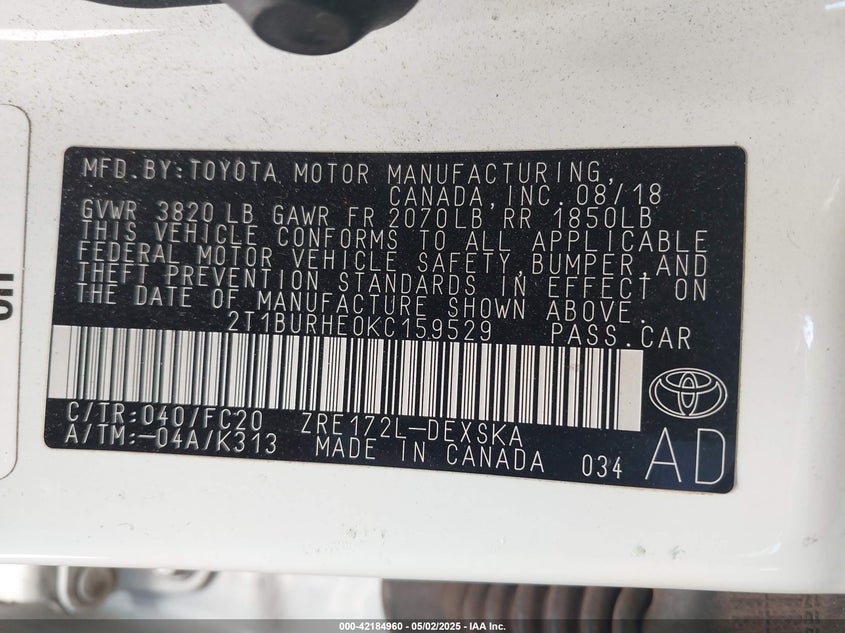 MFD.BY:TOYOTA MOTOR MANUFACTURING,
CANADA,INC. 08/18
GVWR 3820 LB GAWR FR 2070LB RR 1850LB
THIS VEHICLE CONFORMS TO ALL APPLICABLE
FEDERAL MOTOR VEHICLE SAFETY,BUMPER,AND
THEFT PREVENTION STANDARDS IN EFFECT ON
THE DATE OF MANUFACTURE SHOWN ABOVE.
2T1BURHE0KC159529 PASS.CAR
C/TR:040/FC20 ZRE172L-DEXSKA
A/TM:-04A/K313 MADE IN CANADA 034 AD
000-42184960 - 05/02/2025 - IAA Inc.